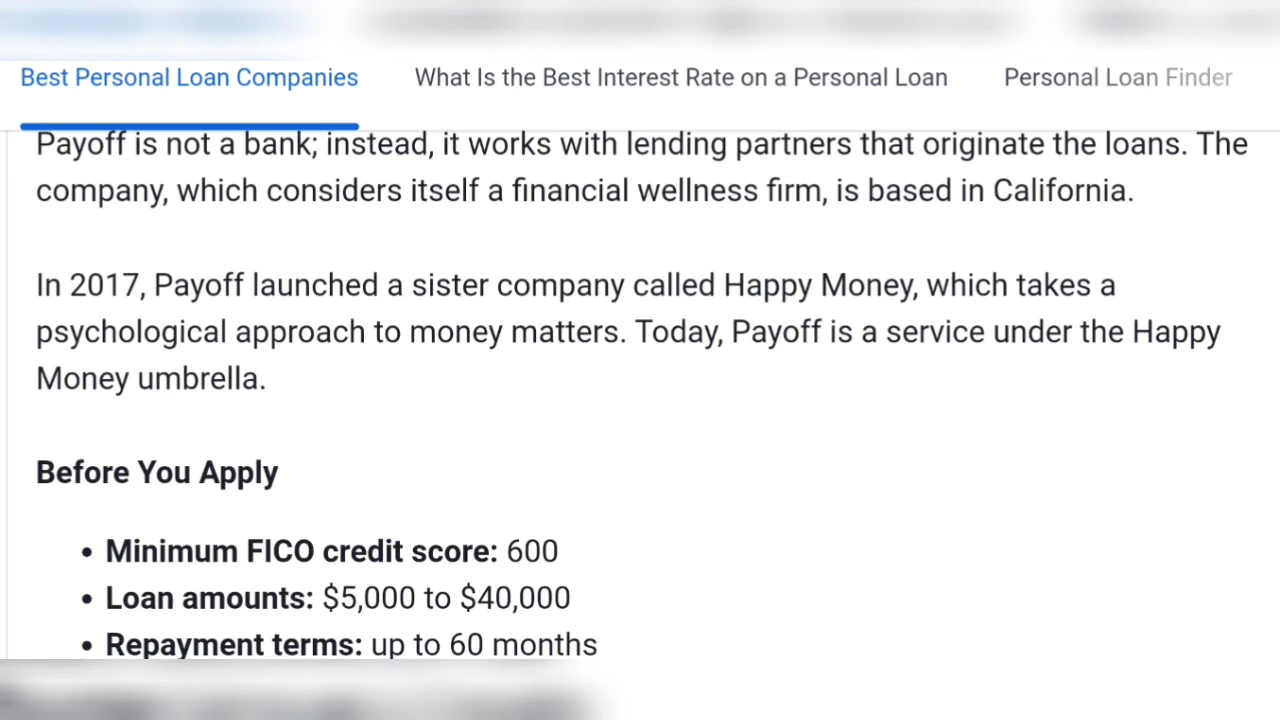 Best Personal Loan Companies What Is the Best Interest Rate on a Personal Loan Personal Loan Finder
Payoff is not a bank; instead, it works with lending partners that originate the loans. The
company, which considers itself a financial wellness firm, is based in California.
In 2017, Payoff launched a sister company called Happy Money, which takes a
psychological approach to money matters. Today, Payoff is a service under the Happy
Money umbrella.
Before You Apply
• Minimum FICO credit score: 600
• Loan amounts: $5,000 to $40,000
• Repayment terms: up to 60 months